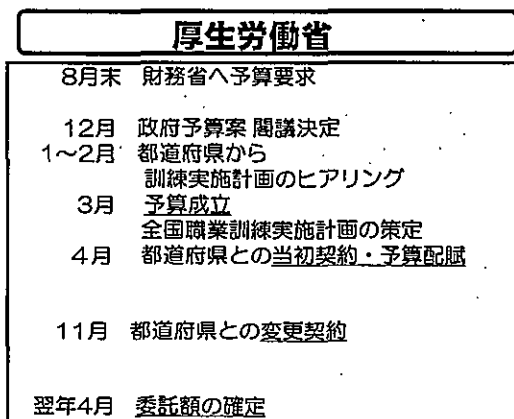 厚生労働省
8月末 財務省へ予算要求
12月 政府予算案 閣議決定
1～2月 都道府県から
訓練実施計画のヒアリング
3月 予算成立
全国職業訓練実施計画の策定
4月 都道府県との当初契約・予算配賦
11月 都道府県との変更契約
翌年4月 委託額の確定